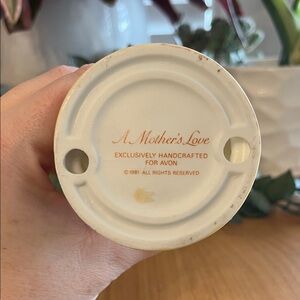 A Mother's Love
EXCLUSIVELY HANDCRAFTED
FOR AVON
© 1981 ALL RIGHTS RESERVED